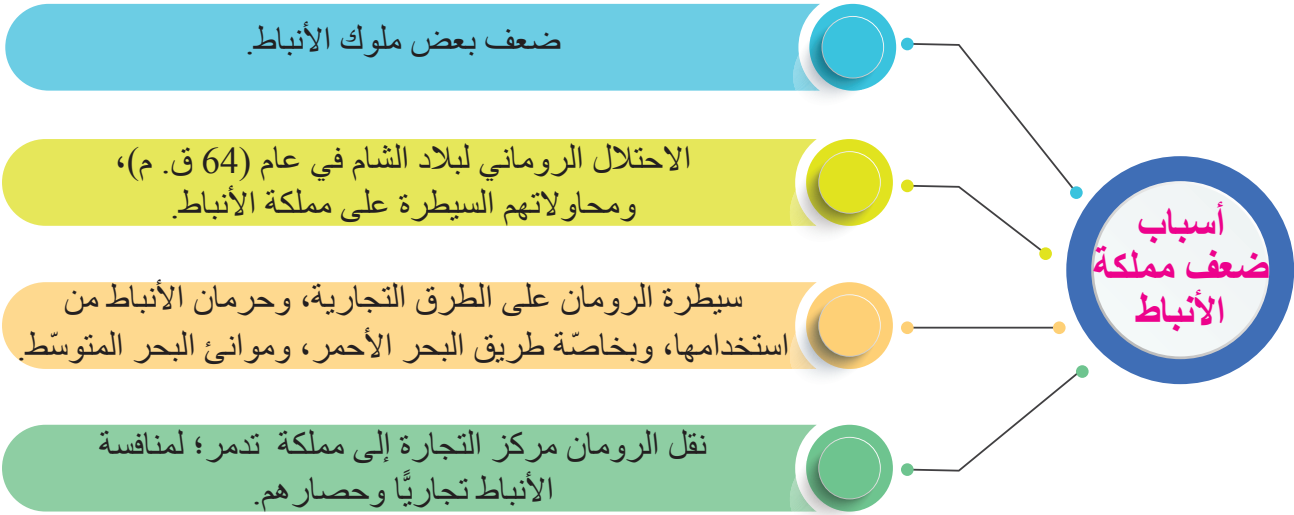 أسباب
ضعف مملكة
الأنباط
ضعف بعض ملوك الأنباط.
الاحتلال الروماني لبلاد الشام في عام (64 ق. م)،
ومحاولاتهم السيطرة على مملكة الأنباط.
سيطرة الرومان على الطرق التجارية، وحرمان الأنباط من
استخدامها، وبخاصّة طريق البحر الأحمر، وموانئ البحر المتوسّط.
نقل الرومان مركز التجارة إلى مملكة تدمر؛ لمنافسة
الأنباط تجاريًّا وحصارهم.